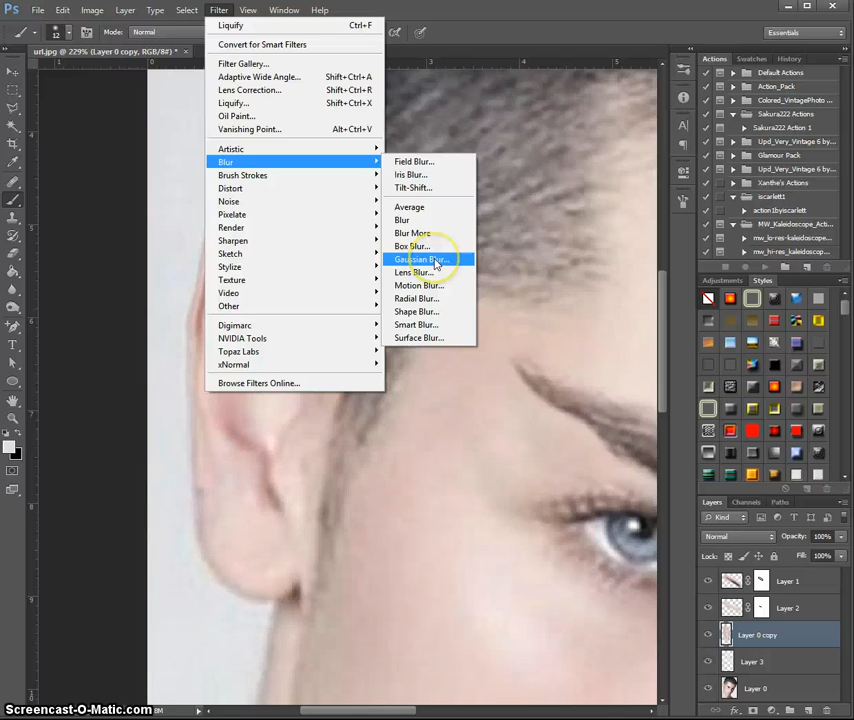 Ps File Edit Image Layer Type Select Filter View Window Help
12 Mode: Normal Essentials
url.jpg @ 229% (Layer 0 copy, RGB/8#) *
Liquify Ctrl+F
Convert for Smart Filters
Filter Gallery...
Adaptive Wide Angle... Shift+Ctrl+A
Lens Correction... Shift+Ctrl+R
Liquify... Shift+Ctrl+X
Oil Paint...
Vanishing Point... Alt+Ctrl+V
Artistic
Blur
Brush Strokes
Distort
Noise
Pixelate
Render
Sharpen
Sketch
Stylize
Texture
Video
Other
Digimarc
NVIDIA Tools
Topaz Labs
xNormal
Browse Filters Online...
Field Blur...
Iris Blur...
Tilt-Shift...
Average
Blur
Blur More
Box Blur...
Gaussian Blur...
Lens Blur...
Motion Blur...
Radial Blur...
Shape Blur...
Smart Blur...
Surface Blur...
Actions Swatches History
Default Actions
Action_Pack
Colored_VintagePhoto ...
Sakura222 Actions
Sakura222 Action 1
Upd_Very_Vintage 6 b...
Glamour Pack
Upd_Very_Vintage 6 b...
Xanthe's Actions
iscarlett1
action1byiscarlett
MW_Kaleidoscope_Acti...
mw_lo-res-kaleidoscope...
mw_hi-res_kaleidosco...
Adjustments Styles
Layers Channels Paths
Kind
Normal Opacity: 100%
Lock: Fill: 100%
Layer 1
Layer 2
Layer 0 copy
Layer 3
Layer 0
fx
Screencast-O-Matic.com